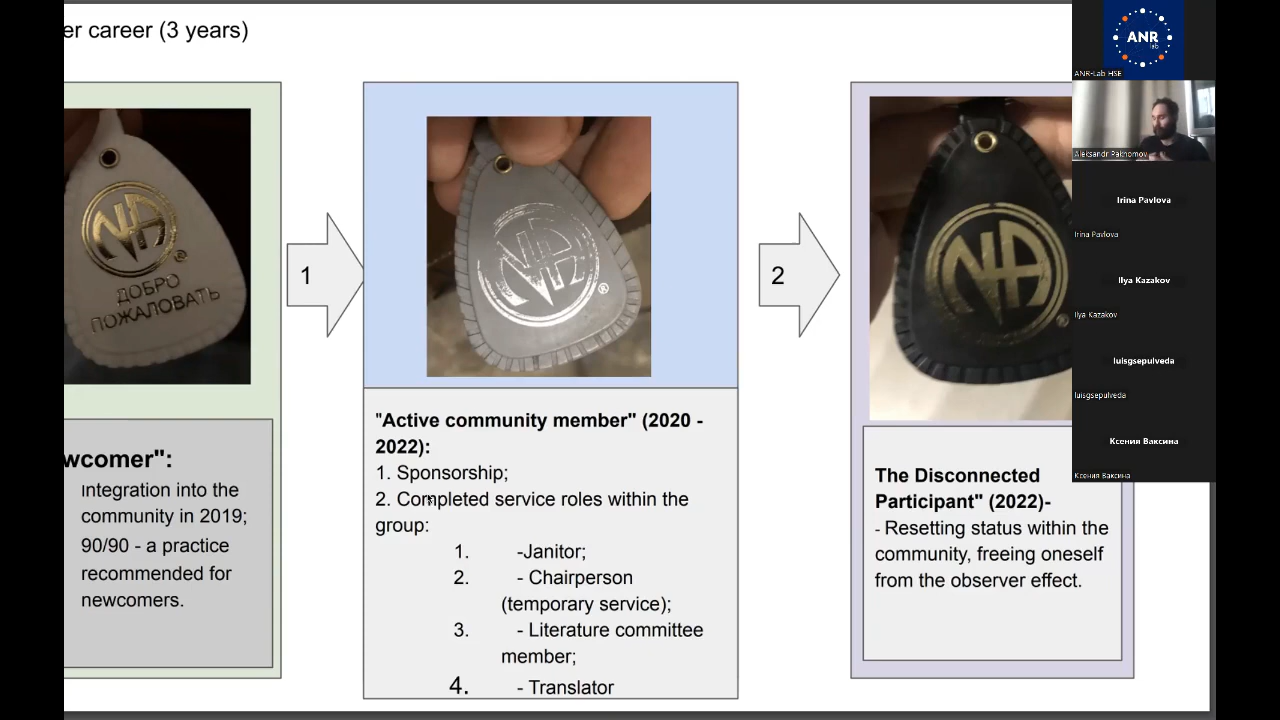 er career (3 years)
NA
®
ДОБРО
ПОЖАЛОВАТЬ
wcomer":
integration into the
community in 2019;
90/90 - a practice
recommended for
newcomers.
1
NA
®
"Active community member" (2020 -
2022):
1. Sponsorship;
2. Completed service roles within the
group:
1. -Janitor;
2. - Chairperson
(temporary service);
3. - Literature committee
member;
4. - Translator
2
NA
®
The Disconnected
Participant" (2022)-
- Resetting status within the
community, freeing oneself
from the observer effect.
ANR
lab
ANR-Lab HSE
Aleksandr Pakhomov
Irina Pavlova
Irina Pavlova
Ilya Kazakov
Ilya Kazakov
luisgsepulveda
luisgsepulveda
Ксения Ваксина
Ксения Ваксина